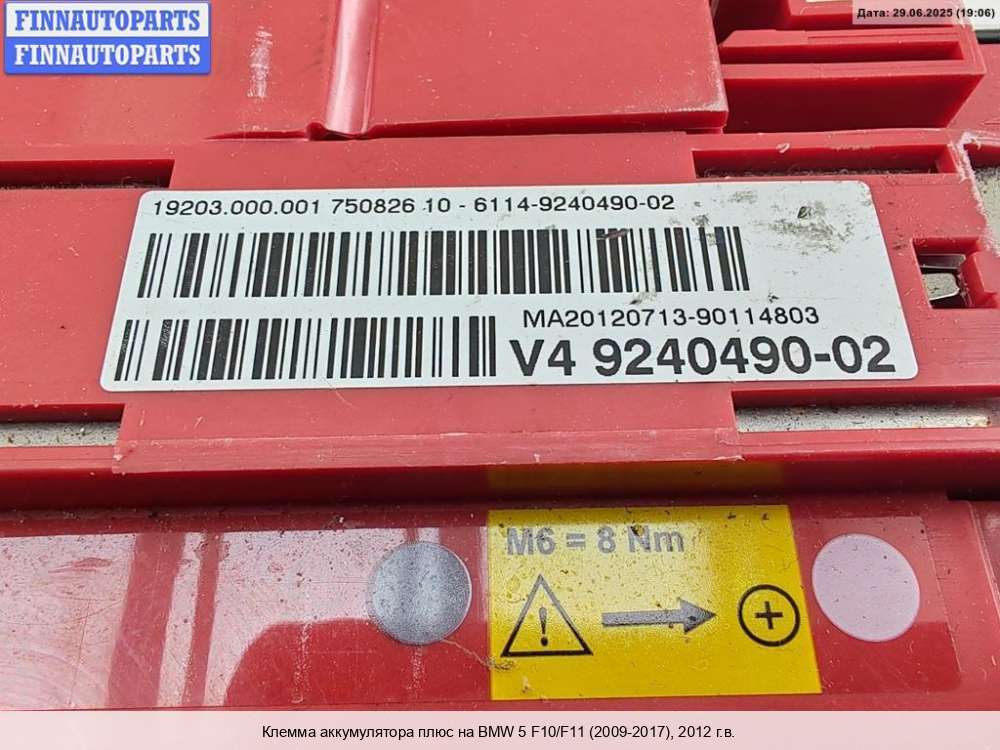 FINNAUTOPARTS
FINNAUTOPARTS
Дата: 29.06.2025 (19:06)
19203.000.001 750826 10 - 6114-9240490-02
MA20120713-90114803
V4 9240490-02
M6 = 8 Nm
Клемма аккумулятора плюс на BMW 5 F10/F11 (2009-2017), 2012 г.в.